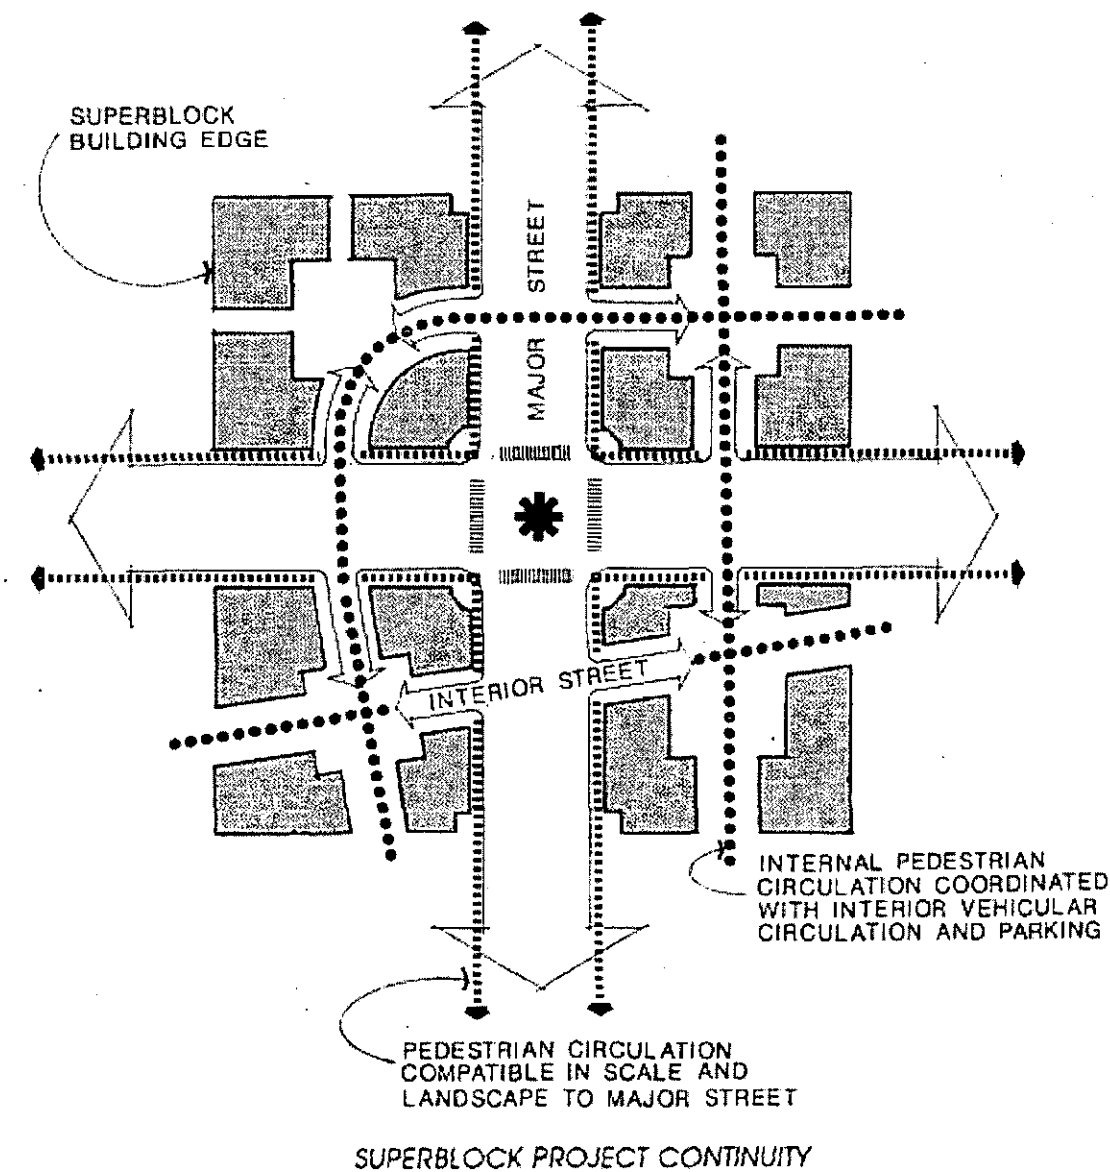 SUPERBLOCK
BUILDING EDGE
MAJOR STREET
INTERIOR STREET
INTERNAL PEDESTRIAN
CIRCULATION COORDINATED
WITH INTERIOR VEHICULAR
CIRCULATION AND PARKING
PEDESTRIAN CIRCULATION
COMPATIBLE IN SCALE AND
LANDSCAPE TO MAJOR STREET
SUPERBLOCK PROJECT CONTINUITY